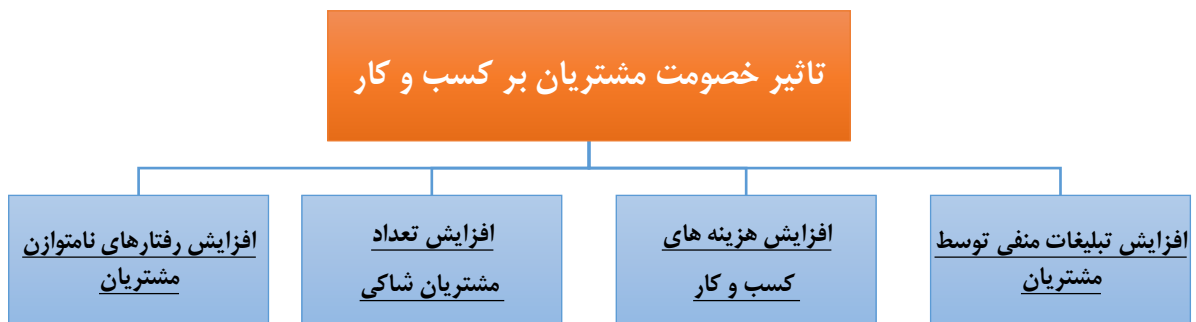 تاثیر خصومت مشتریان بر کسب و کار
افزایش تبلیغات منفی توسط
مشتریان
افزایش هزینه های
کسب و کار
افزایش تعداد
مشتریان شاکی
افزایش رفتارهای نامتوازن
مشتریان